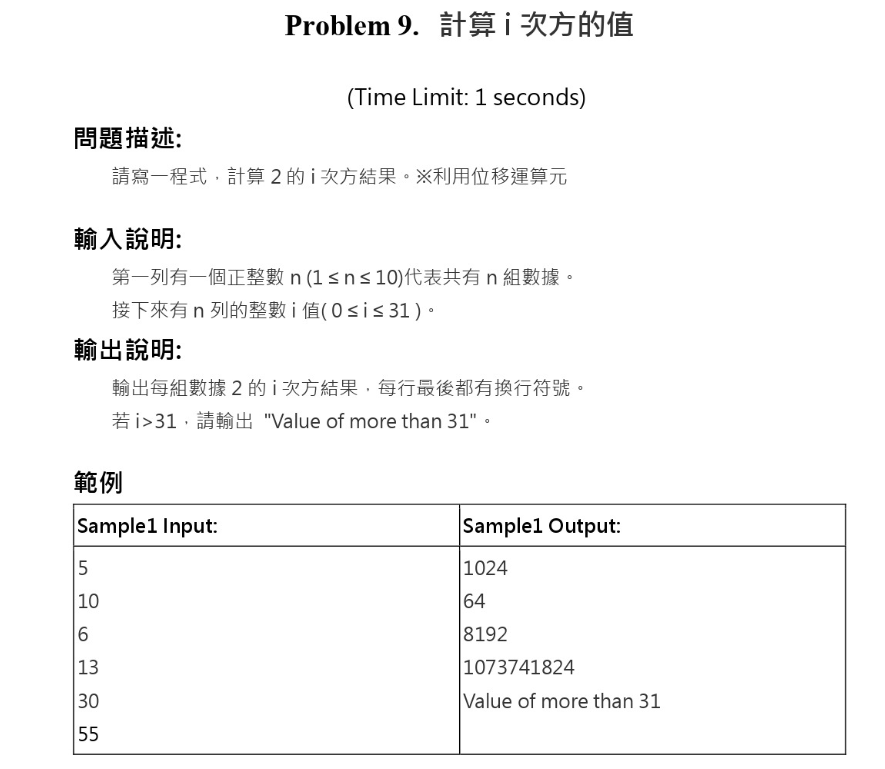 Problem 9. 計算 i 次方的值
(Time Limit: 1 seconds)
問題描述:
請寫一程式，計算 2 的 i 次方結果。※利用位移運算元
輸入說明:
第一列有一個正整數 n (1 ≤ n ≤ 10)代表共有 n 組數據。
接下來有 n 列的整數 i 值( 0 ≤ i ≤ 31 )。
輸出說明:
輸出每組數據 2 的 i 次方結果，每行最後都有換行符號。
若 i>31，請輸出 "Value of more than 31"。
範例
Sample1 Input:
5
10
6
13
30
55
Sample1 Output:
1024
64
8192
1073741824
Value of more than 31